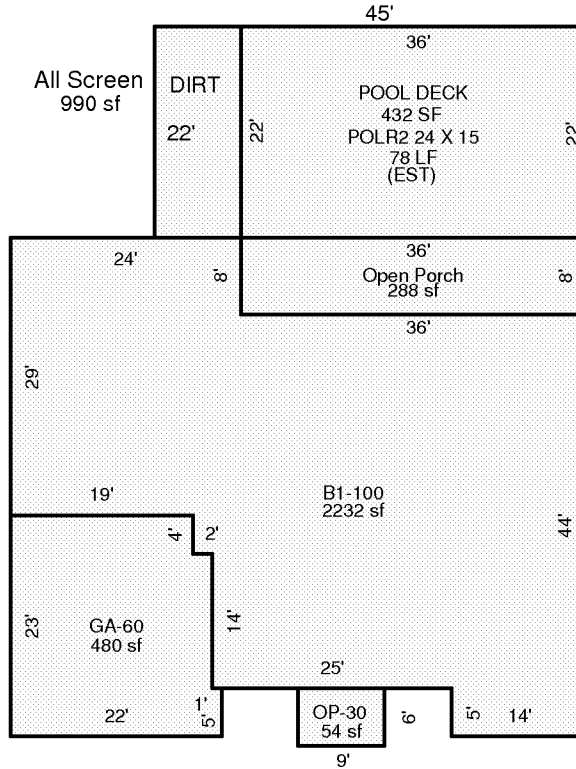 45'
36'
All Screen
990 sf
DIRT
22'
22'
POOL DECK
432 SF
POLR2 24 X 15
78 LF
(EST)
22'
24'
8'
36'
Open Porch
288 sf
8'
36'
29'
19'
B1-100
2232 sf
44'
4'
2'
23'
GA-60
480 sf
14'
25'
22'
1'
5'
OP-30
54 sf
6'
5'
14'
9'